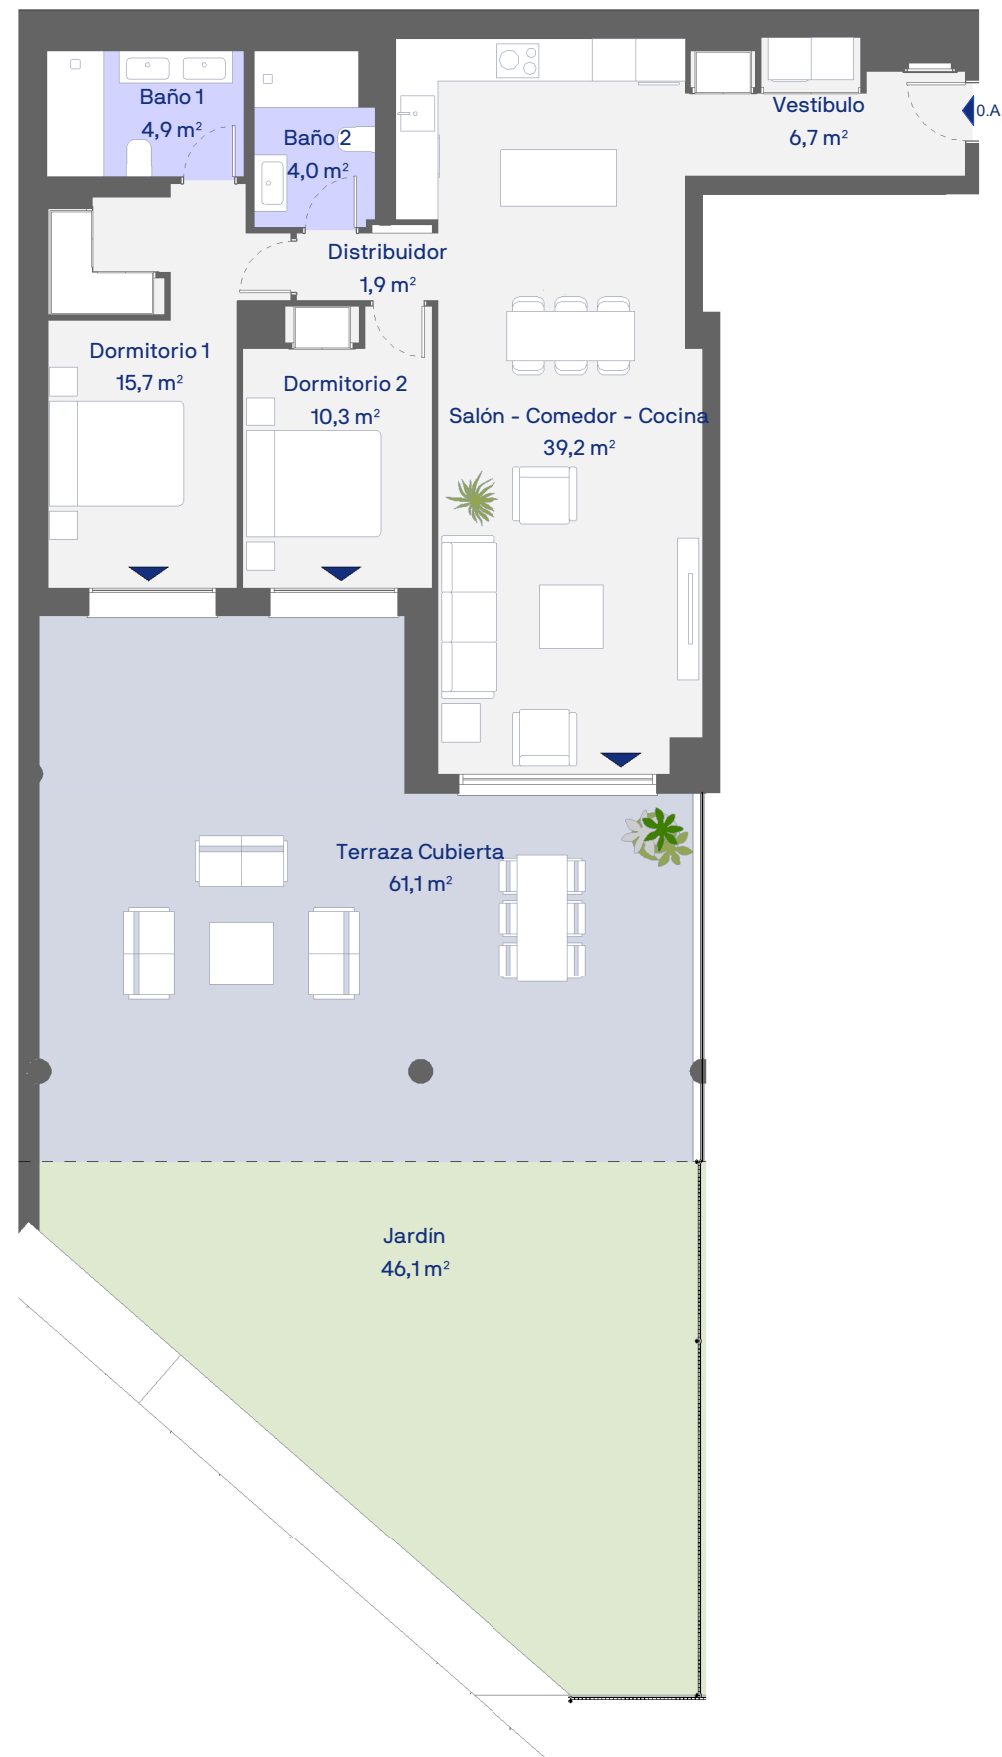 Baño 1
4,9 m²
Baño 2
4,0 m²
Vestíbulo
6,7 m²
0.A
Distribuidor
1,9 m²
Dormitorio 1
15,7 m²
Dormitorio 2
10,3 m²
Salón - Comedor - Cocina
39,2 m²
Terraza Cubierta
61,1 m²
Jardín
46,1 m²